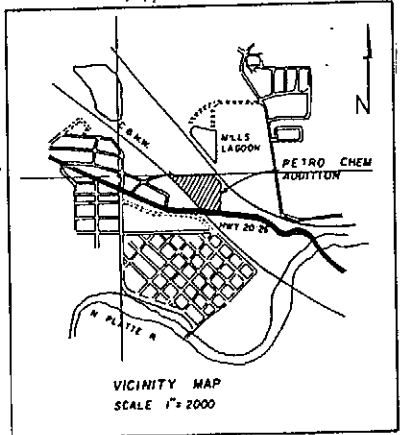 N
C. & N.W.
MILLS
LAGOON
PETRO CHEM
ADDITION
HWY 20-26
N PLATTE R
VICINITY MAP
SCALE 1"= 2000